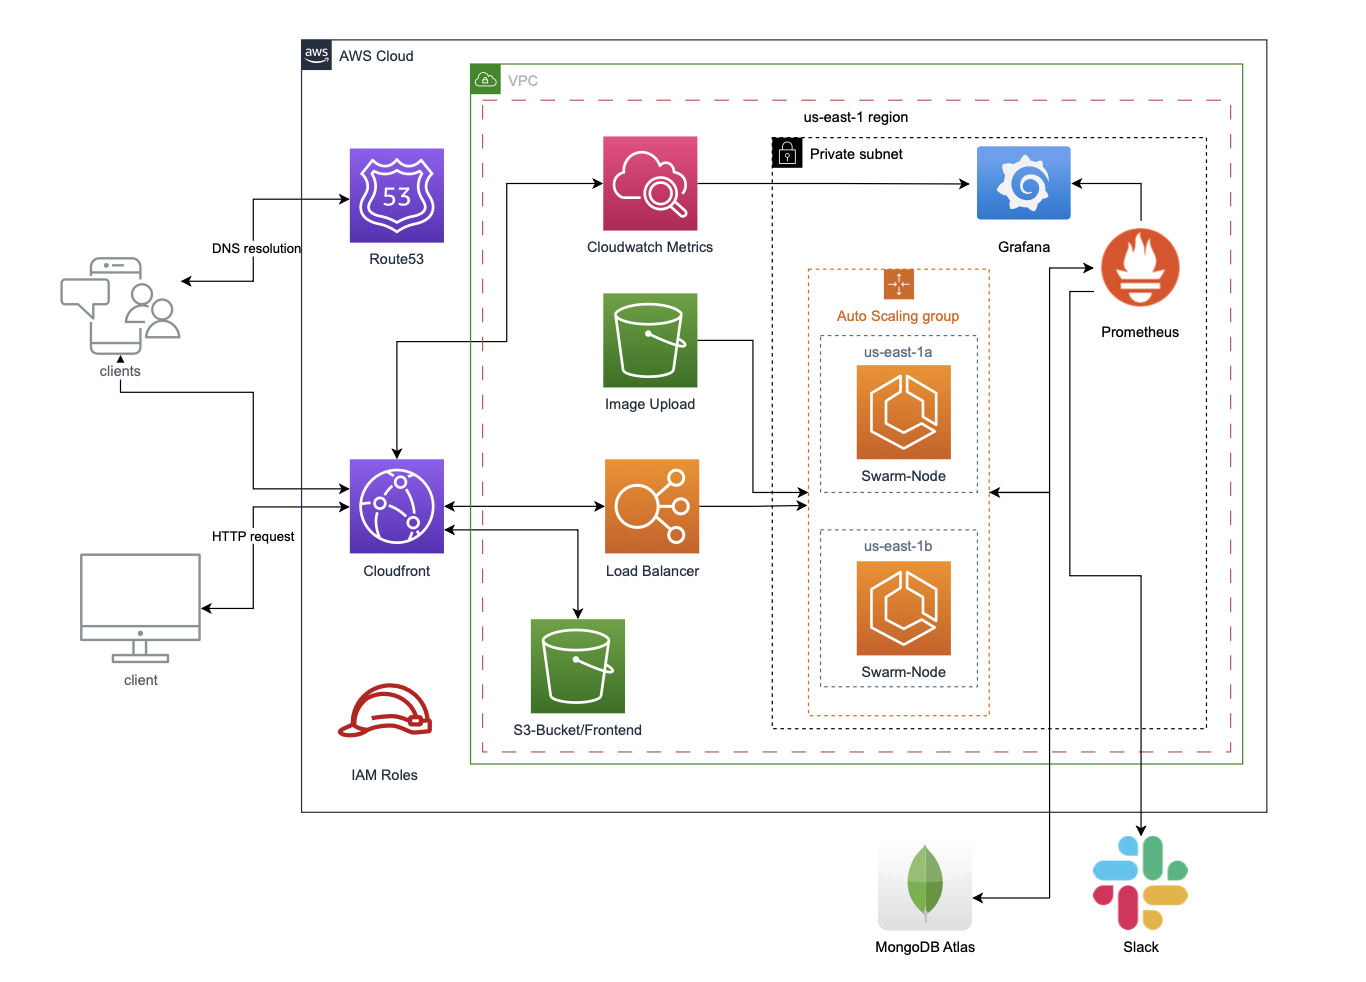 aws
AWS Cloud
VPC
us-east-1 region
Private subnet
53
Route53
DNS resolution
Cloudwatch Metrics
Grafana
Prometheus
Auto Scaling group
us-east-1a
Swarm-Node
Image Upload
clients
HTTP request
Cloudfront
Load Balancer
us-east-1b
Swarm-Node
client
S3-Bucket/Frontend
IAM Roles
MongoDB Atlas
Slack